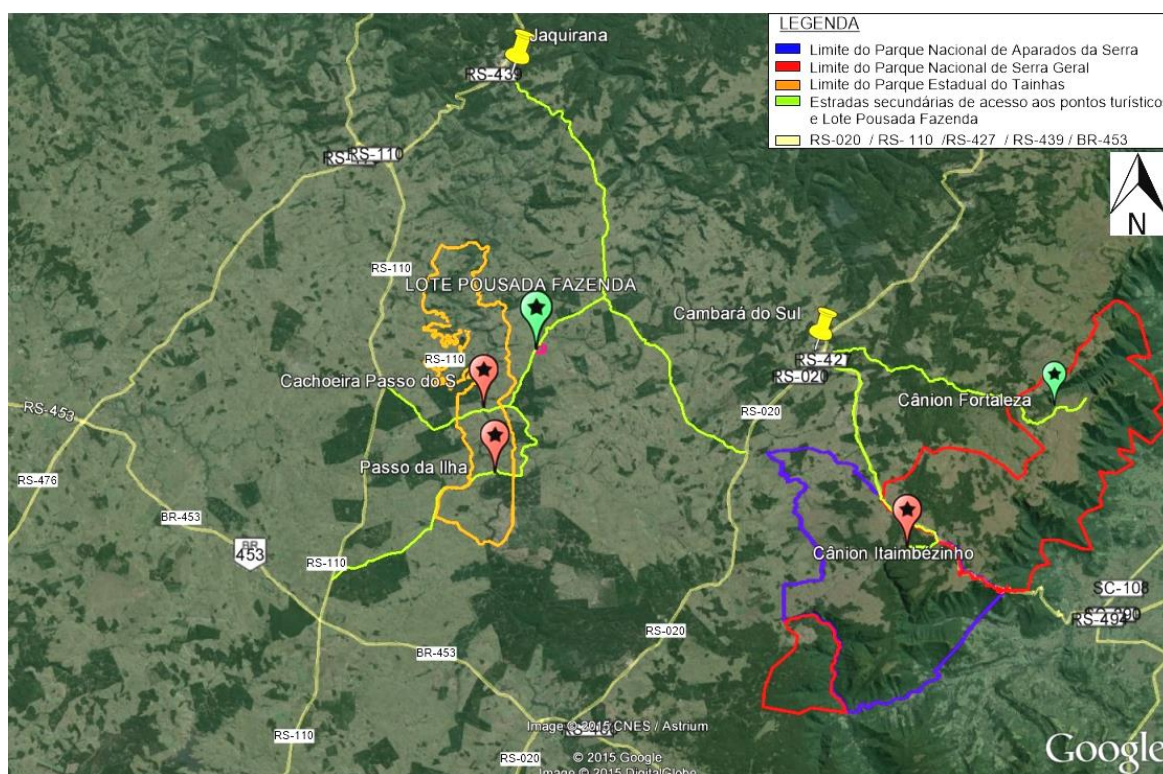 LEGENDA
Limite do Parque Nacional de Aparados da Serra
Limite do Parque Nacional de Serra Geral
Limite do Parque Estadual do Tainhas
Estradas secundárias de acesso aos pontos turístico
e Lote Pousada Fazenda
RS-020 / RS- 110 /RS-427 / RS-439 / BR-453
N
Jaquirana
RS-439
RS-110
RS-110
LOTE POUSADA FAZENDA
Cambará do Sul
RS-110
RS-427
RS-020
Cachoeira Passo do S
Cânion Fortaleza
RS-453
RS-020
Passo da Ilha
RS-476
BR-453
BR
453
Cânion Itaimbezinho
RS-110
SC-108
RS-494
RS-020
BR-453
Image © 2015 CNES / Astrium
RS-110
RS-020
© 2015 Google
Image © 2015 DigitalGlobe
Google